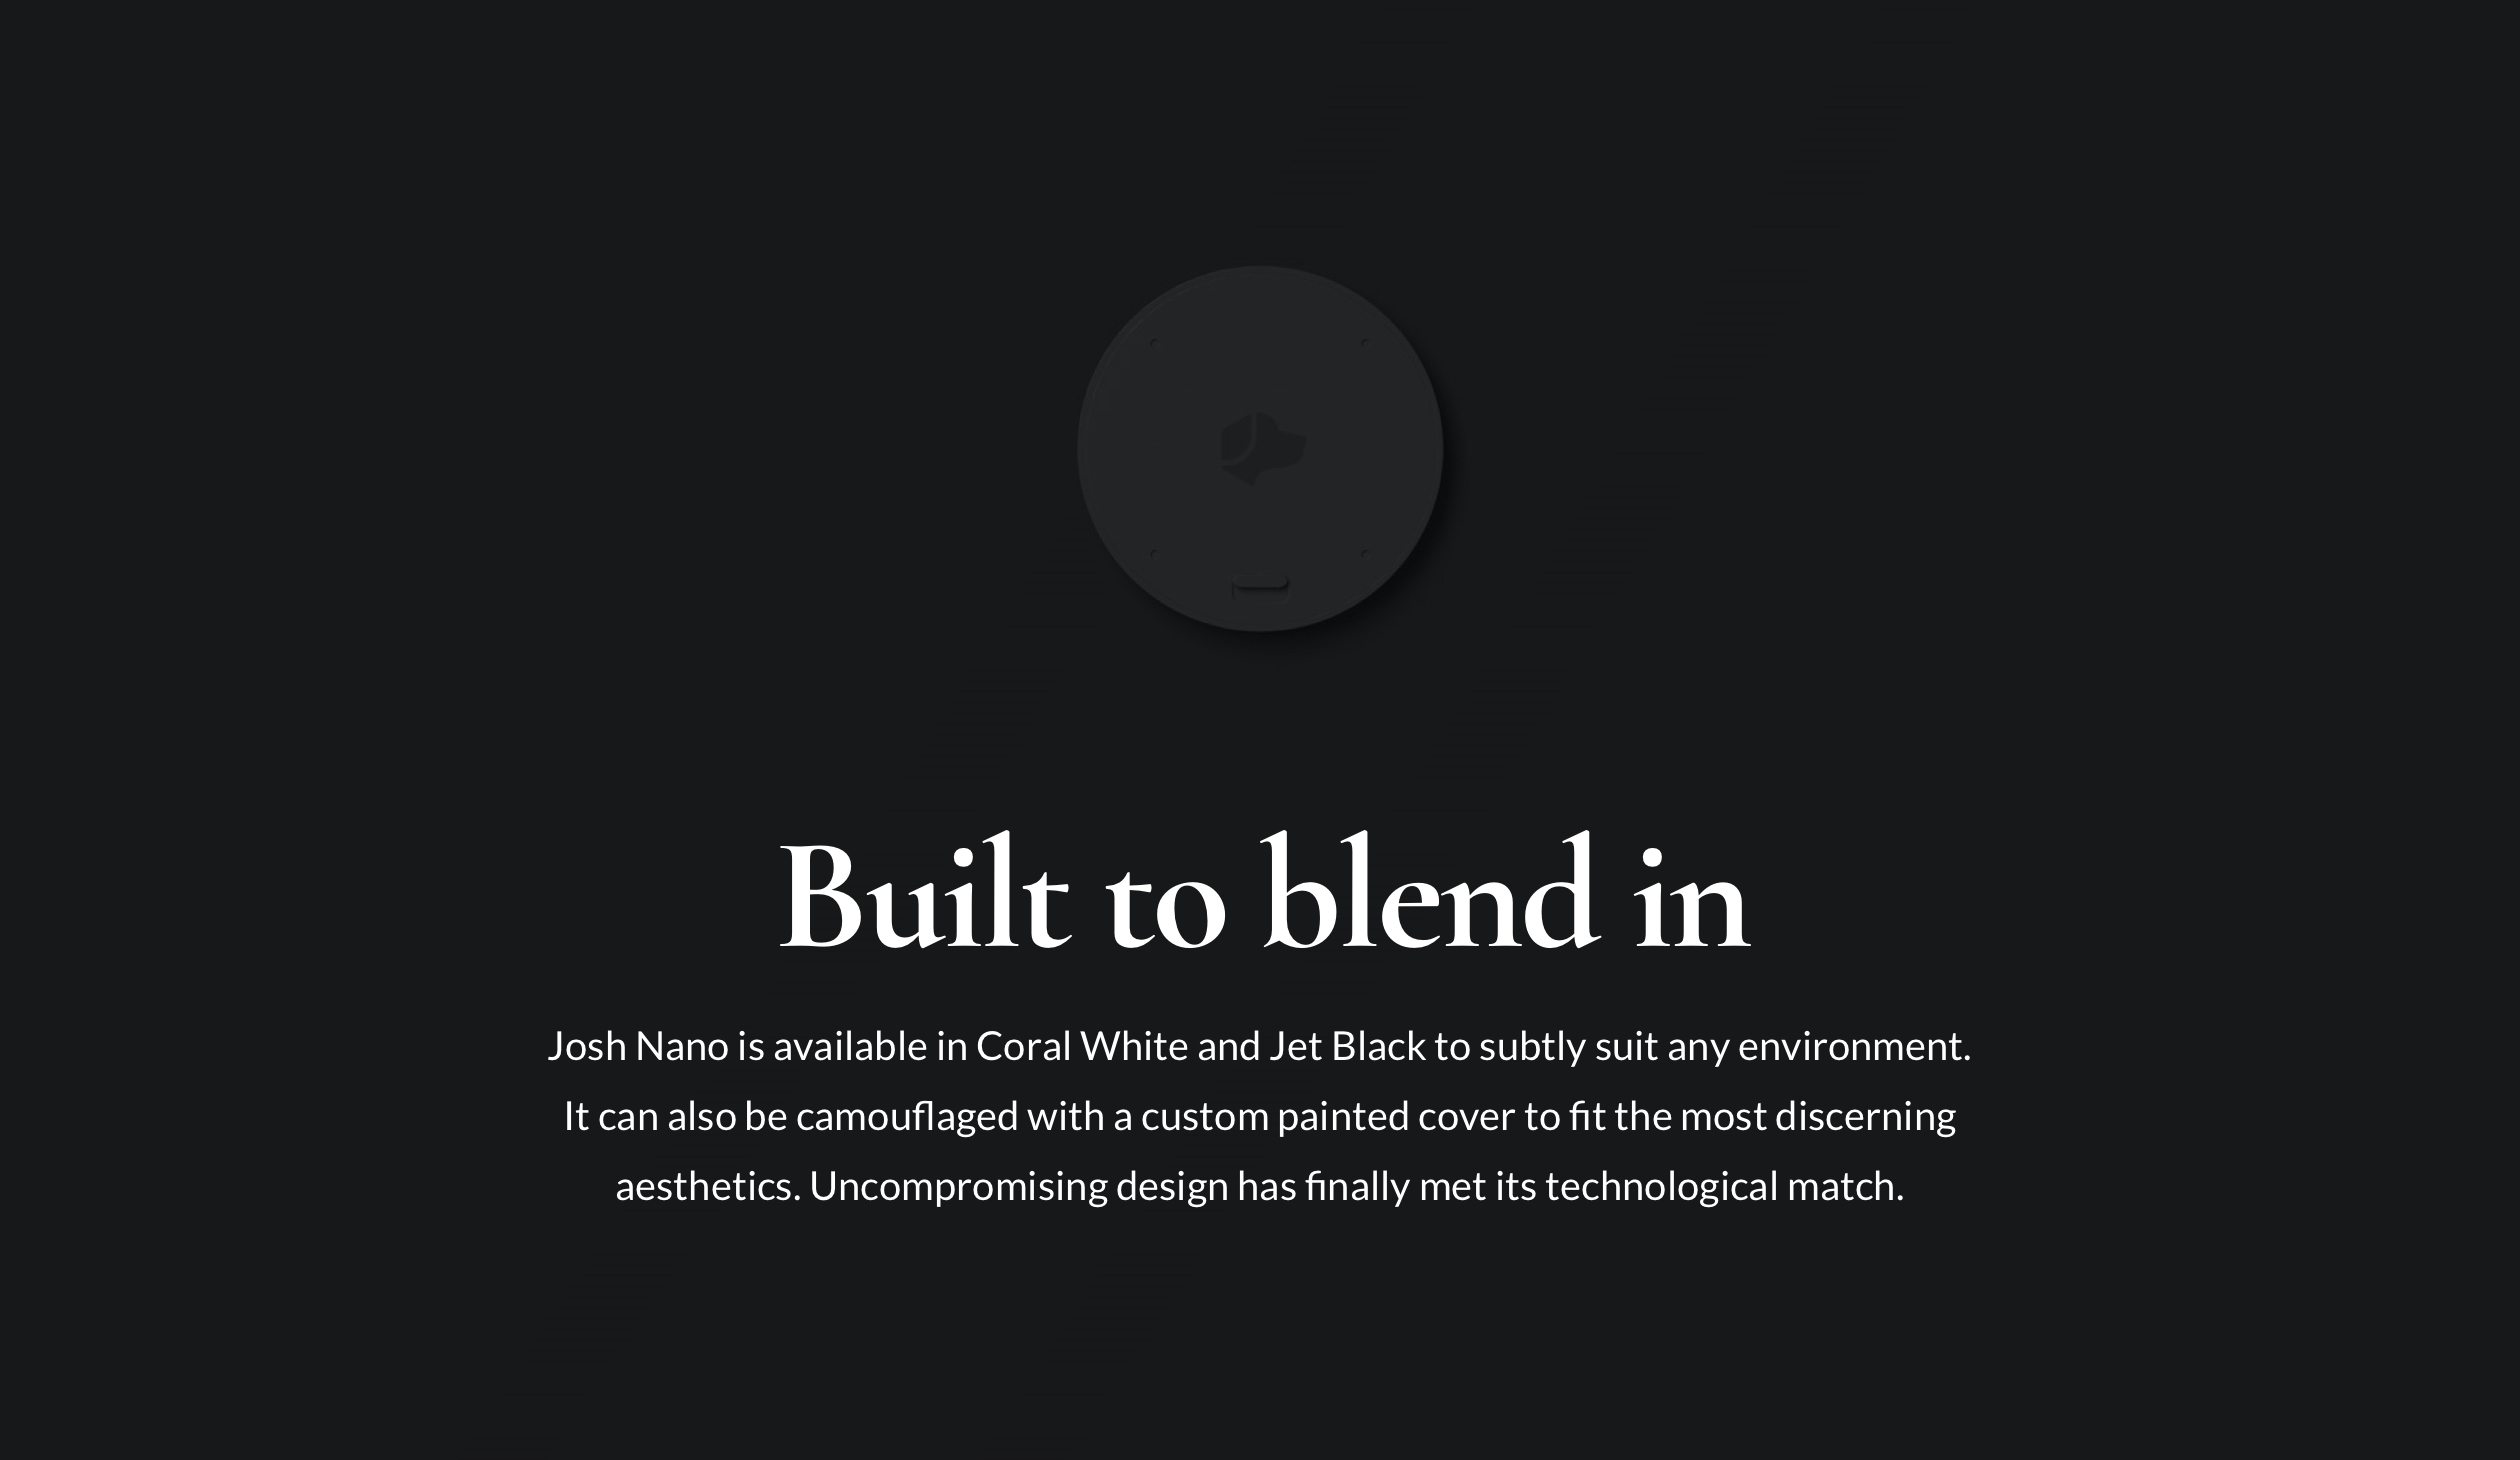 Built to blend in
Josh Nano is available in Coral White and Jet Black to subtly suit any environment.
It can also be camouflaged with a custom painted cover to fit the most discerning
aesthetics. Uncompromising design has finally met its technological match.